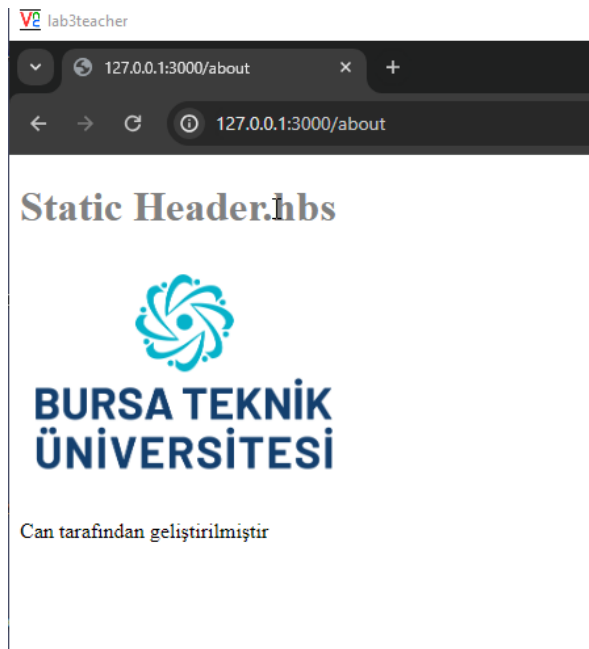 lab3teacher
127.0.0.1:3000/about
127.0.0.1:3000/about
Static Header.hbs
BURSA TEKNİK
ÜNİVERSİTESİ
Can tarafından geliştirilmiştir